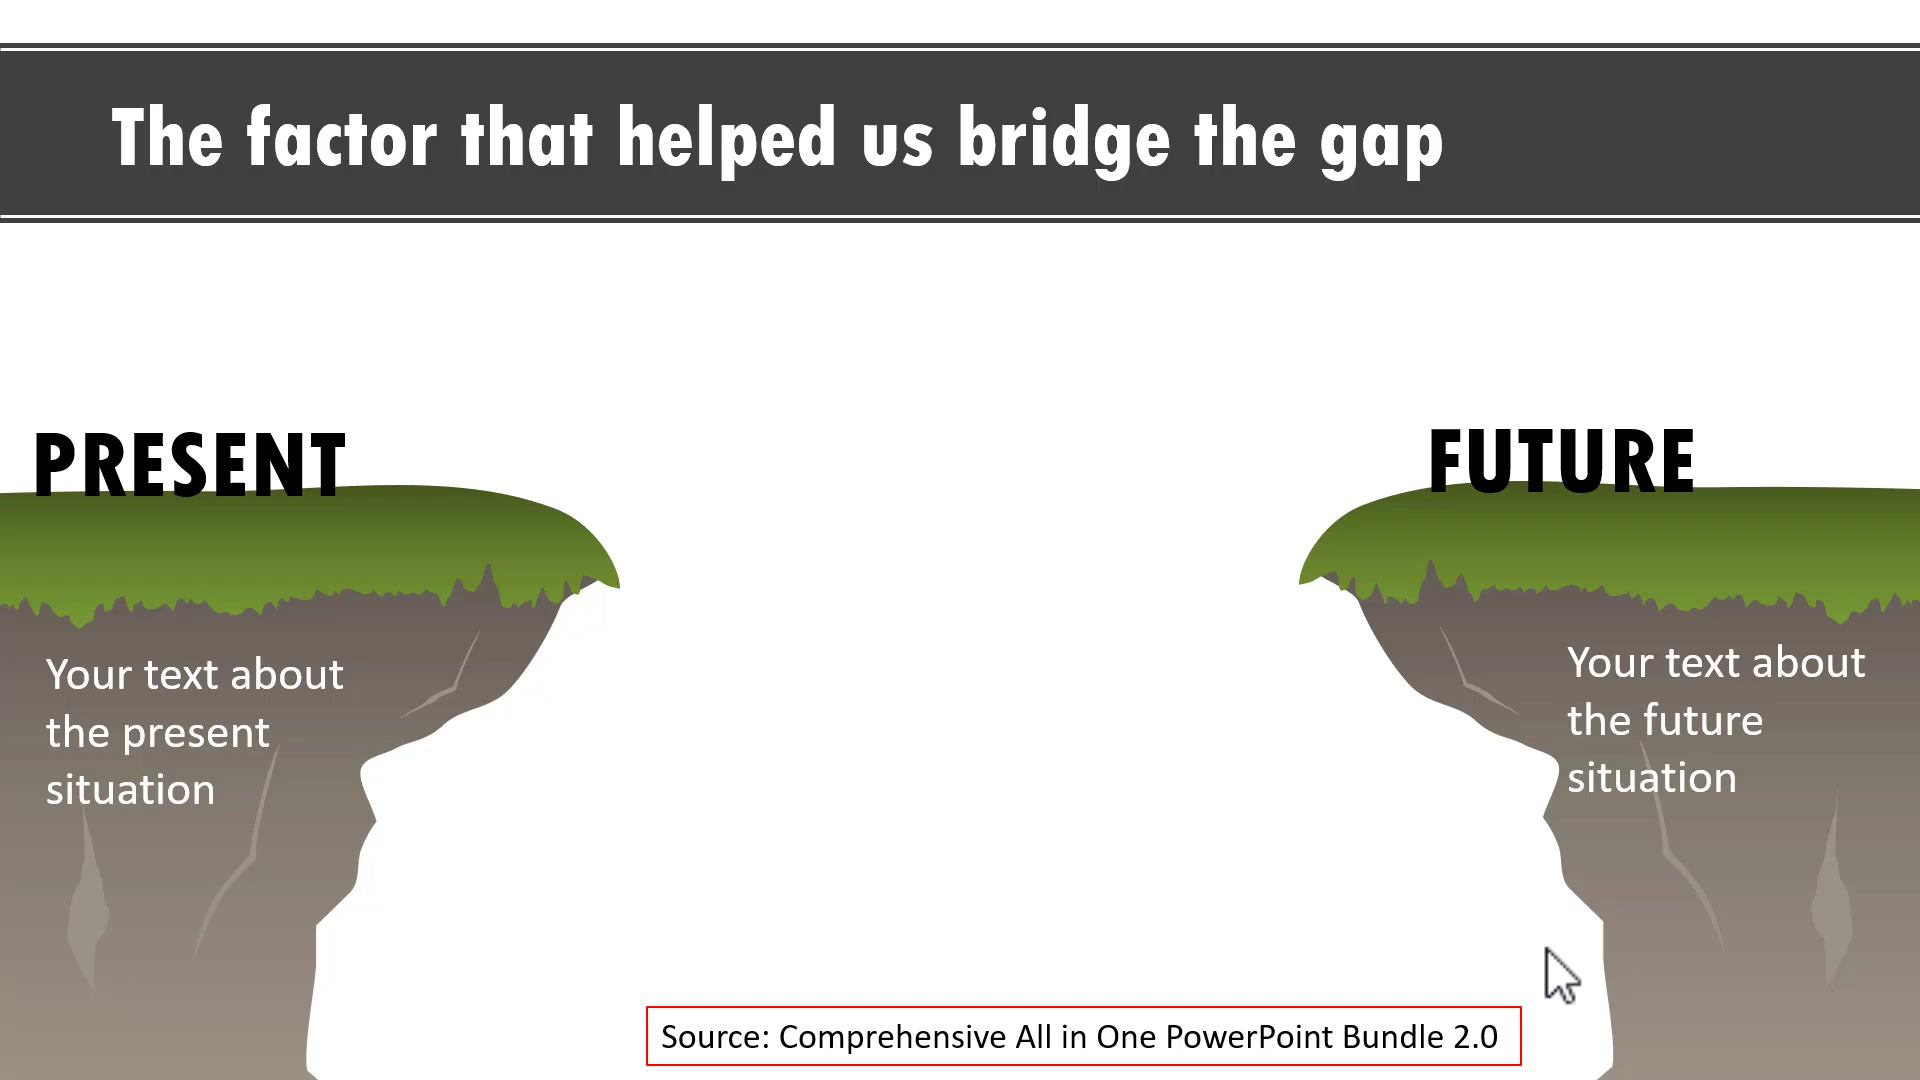 The factor that helped us bridge the gap
PRESENT
FUTURE
Your text about
the present
situation
Your text about
the future
situation
Source: Comprehensive All in One PowerPoint Bundle 2.0